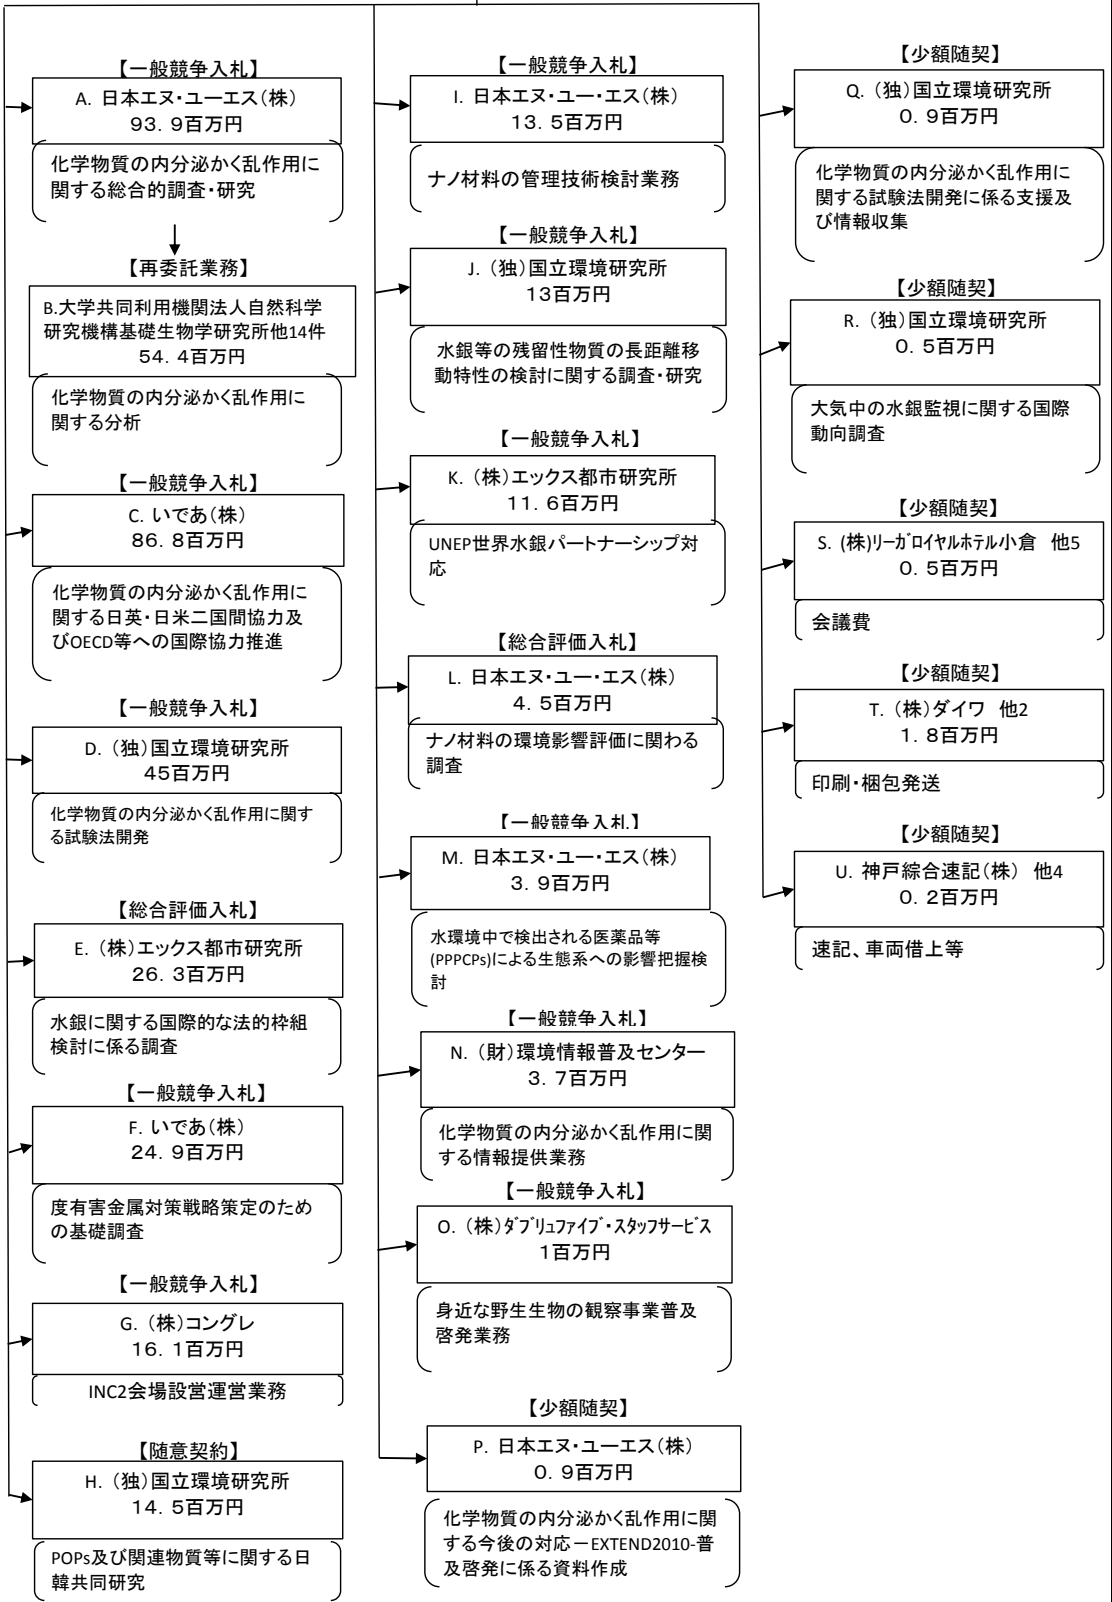 【一般競争入札】
A. 日本エヌ・ユーエス（株）
93．9百万円
化学物質の内分泌かく乱作用に
関する総合的調査・研究
【再委託業務】
B.大学共同利用機関法人自然科学
研究機構基礎生物学研究所他14件
54．4百万円
化学物質の内分泌かく乱作用に
関する分析
【一般競争入札】
C. いであ（株）
86．8百万円
化学物質の内分泌かく乱作用に
関する日英・日米二国間協力及
びOECD等への国際協力推進
【一般競争入札】
D. （独）国立環境研究所
45百万円
化学物質の内分泌かく乱作用に関す
る試験法開発
【総合評価入札】
E. （株）エックス都市研究所
26．3百万円
水銀に関する国際的な法的枠組
検討に係る調査
【一般競争入札】
F. いであ（株）
24．9百万円
度有害金属対策戦略策定のため
の基礎調査
【一般競争入札】
G. （株）コングレ
16．1百万円
INC2会場設営運営業務
【随意契約】
H. （独）国立環境研究所
14．5百万円
POPs及び関連物質等に関する日
韓共同研究
【一般競争入札】
I. 日本エヌ・ユー・エス（株）
13．5百万円
ナノ材料の管理技術検討業務
【一般競争入札】
J. （独）国立環境研究所
13百万円
水銀等の残留性物質の長距離移
動特性の検討に関する調査・研究
【一般競争入札】
K. （株）エックス都市研究所
11．6百万円
UNEP世界水銀パートナーシップ対
応
【総合評価入札】
L. 日本エヌ・ユー・エス（株）
4．5百万円
ナノ材料の環境影響評価に関わる
調査
【一般競争入札】
M. 日本エヌ・ユー・エス（株）
3．9百万円
水環境中で検出される医薬品等
(PPPCPs)による生態系への影響把握検
討
【一般競争入札】
N. （財）環境情報普及センター
3．7百万円
化学物質の内分泌かく乱作用に関
する情報提供業務
【一般競争入札】
O. （株）ﾀﾞﾌﾞﾘｭﾌｧｲﾌﾞ・ｽﾀｯﾌｻｰﾋﾞｽ
1百万円
身近な野生生物の観察事業普及
啓発業務
【少額随契】
P. 日本エヌ・ユーエス（株）
0．9百万円
化学物質の内分泌かく乱作用に関
する今後の対応－EXTEND2010-普
及啓発に係る資料作成
【少額随契】
Q. （独）国立環境研究所
0．9百万円
化学物質の内分泌かく乱作用に
関する試験法開発に係る支援及
び情報収集
【少額随契】
R. （独）国立環境研究所
0．5百万円
大気中の水銀監視に関する国際
動向調査
【少額随契】
S. (株)ﾘｰｶﾞﾛｲﾔﾙﾎﾃﾙ小倉 他5
0．5百万円
会議費
【少額随契】
T. （株）ダイワ 他2
1．8百万円
印刷・梱包発送
【少額随契】
U. 神戸綜合速記（株） 他4
0．2百万円
速記、車両借上等